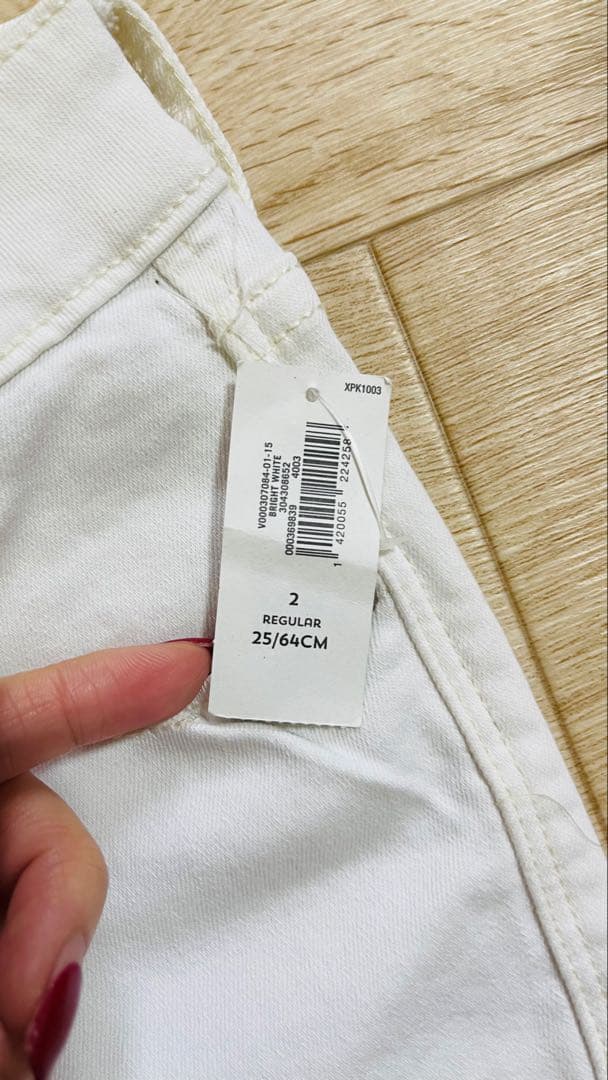 XPK1003
V000307084-01-15
BRIGHT WHITE
304308652
000369839 4003
1 420055 224258
2
REGULAR
25/64CM